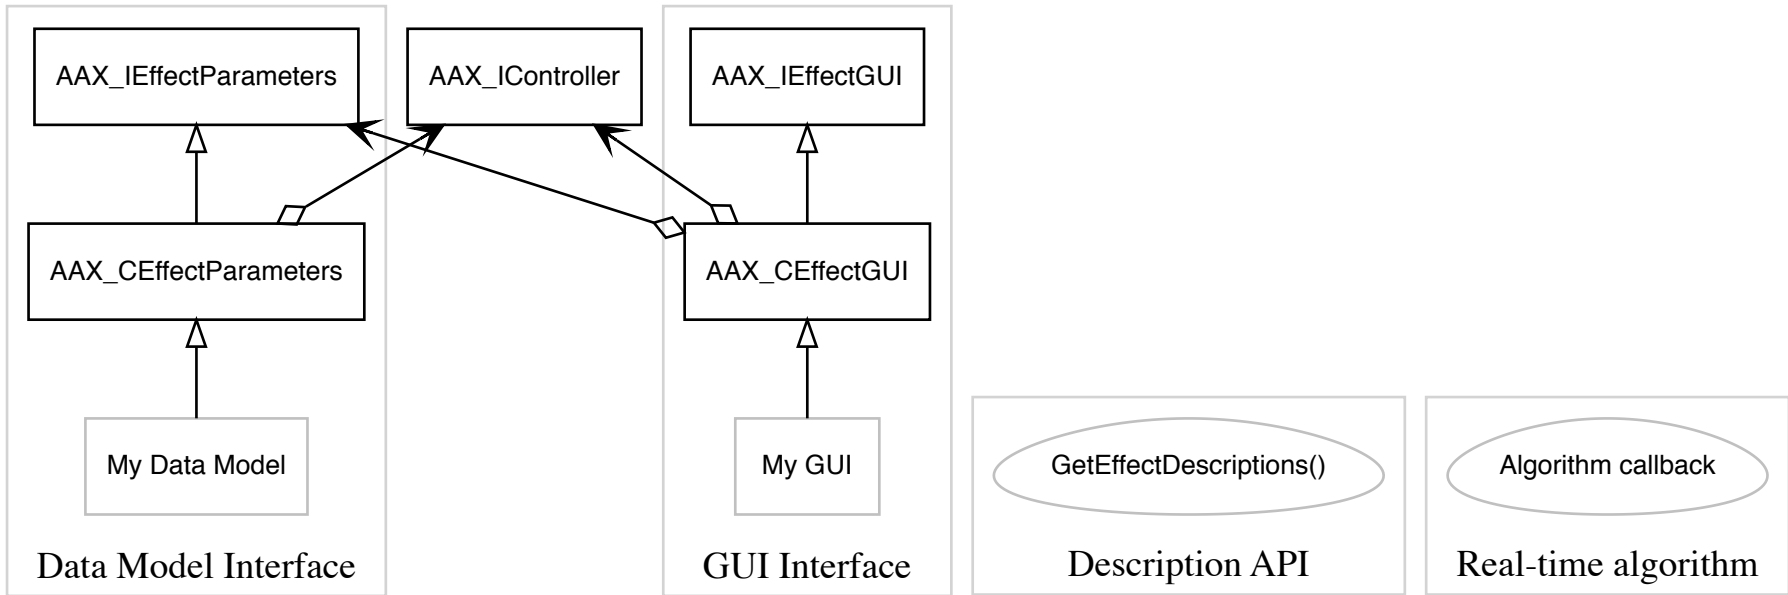 AAX_IEffectParameters
AAX_IController
AAX_IEffectGUI
AAX_CEffectParameters
AAX_CEffectGUI
My Data Model
My GUI
GetEffectDescriptions()
Algorithm callback
Data Model Interface
GUI Interface
Description API
Real-time algorithm